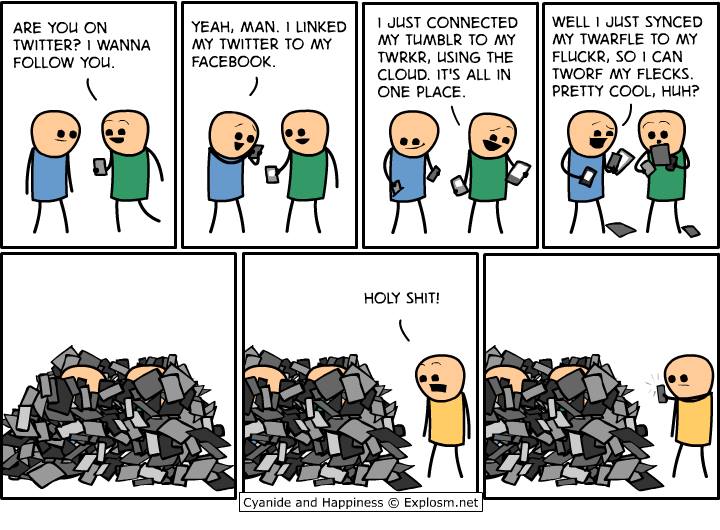 ARE YOU ON
TWITTER? I WANNA
FOLLOW YOU.
YEAH, MAN. I LINKED
MY TWITTER TO MY
FACEBOOK.
I JUST CONNECTED
MY TUMBLR TO MY
TWRKR, USING THE
CLOUD. IT'S ALL IN
ONE PLACE.
WELL I JUST SYNCED
MY TWARFLE TO MY
FLUCKR, SO I CAN
TWORF MY FLECKS.
PRETTY COOL, HUH?
HOLY SHIT!
Cyanide and Happiness © Explosm.net